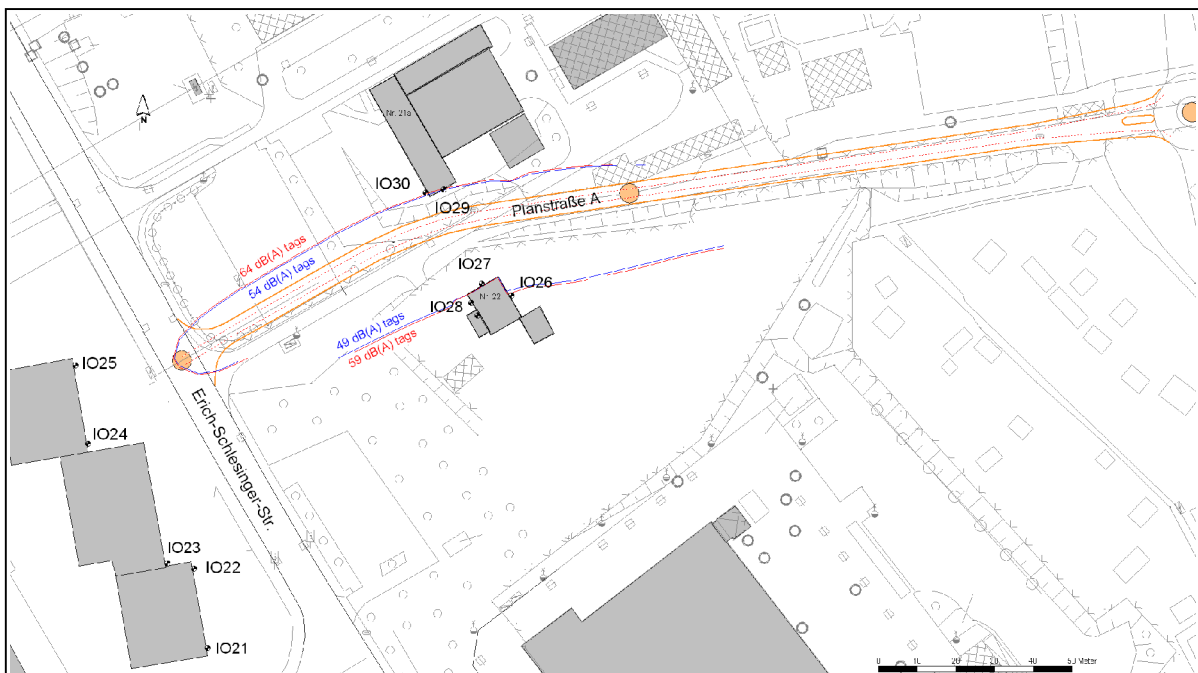 N
Nr. 21a
IO30
IO29
Planstraße A
64 dB(A) tags
54 dB(A) tags
IO27
IO26
Nr. 22
IO28
49 dB(A) tags
59 dB(A) tags
IO25
IO24
Erich-Schlesinger-Str.
IO23
IO22
IO21
0 10 20 30 40 50 Meter